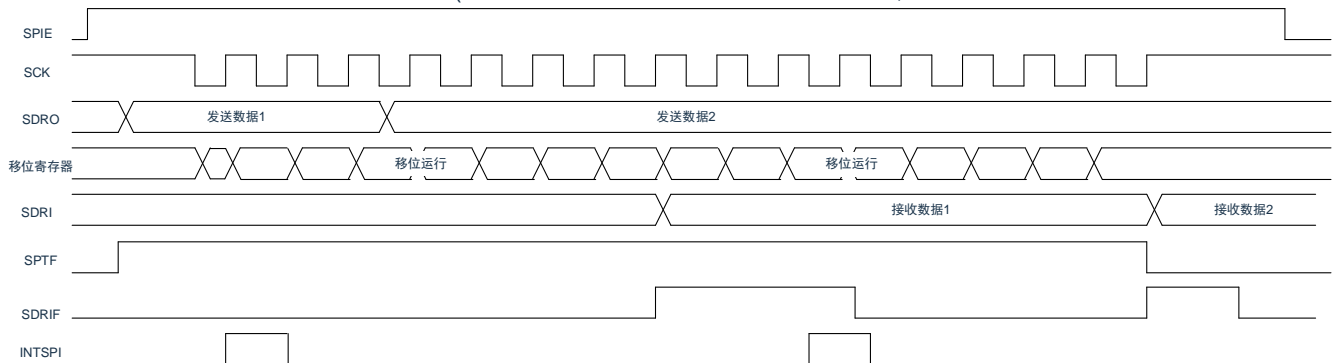 SPIE
SCK
SDRO 发送数据1 发送数据2
移位寄存器 移位运行 移位运行
SDRI 接收数据1 接收数据2
SPTF
SDRIF
INTSPI